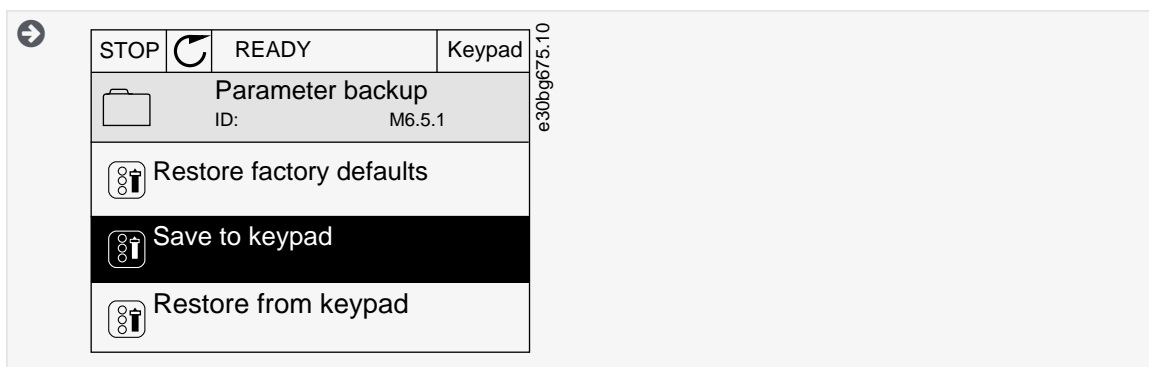 STOP READY Keypad
Parameter backup
ID: M6.5.1
Restore factory defaults
Save to keypad
Restore from keypad
e30bg675.10